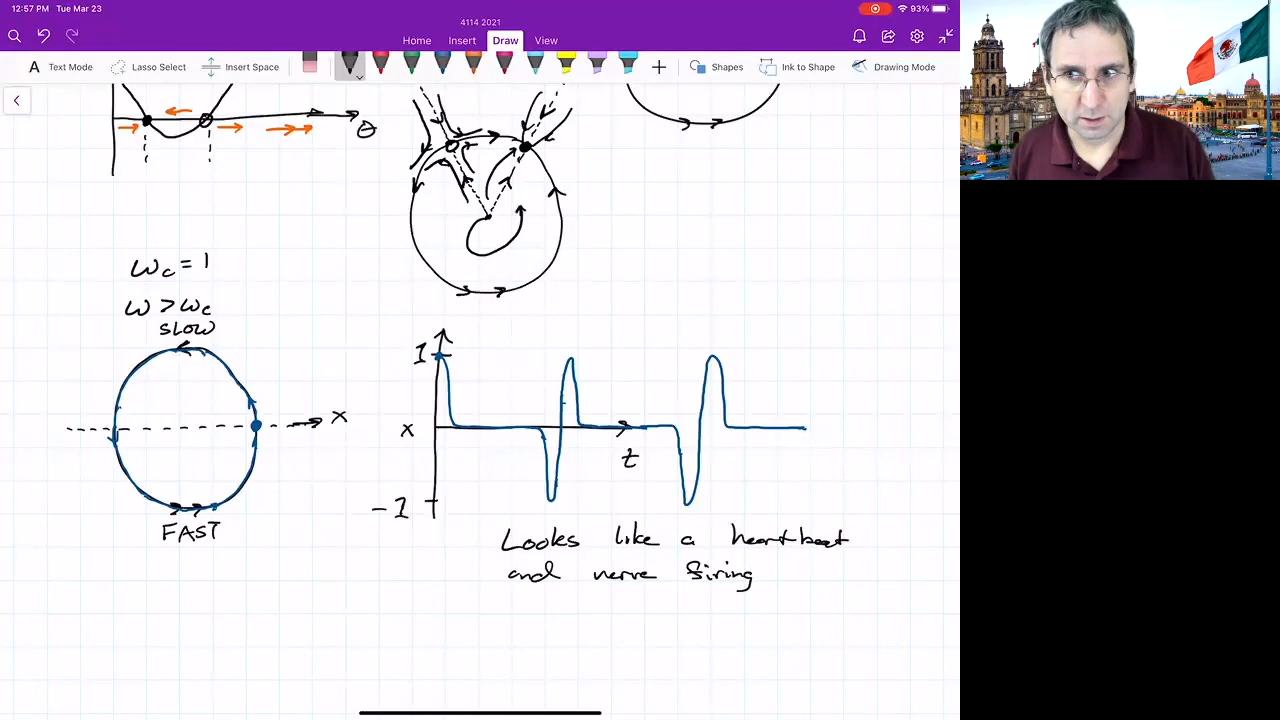 12:57 PM Tue Mar 23
93%
4114 2021
Home Insert Draw View
Text Mode Lasso Select Insert Space Shapes Ink to Shape Drawing Mode
θ
ωc = 1
ω > ωc
SLOW
x
FAST
1
x
t
-1
Looks like a heartbeat
and nerve firing